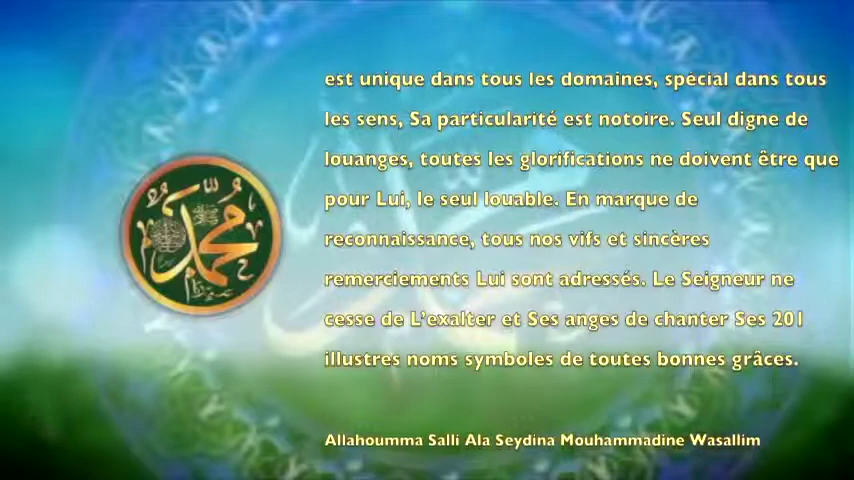 محمد
est unique dans tous les domaines, spécial dans tous
les sens, Sa particularité est notoire. Seul digne de
louanges, toutes les glorifications ne doivent être que
pour Lui, le seul louable. En marque de
reconnaissance, tous nos vifs et sincères
remerciements Lui sont adressés. Le Seigneur ne
cesse de L'exalter et Ses anges de chanter Ses 201
illustres noms symboles de toutes bonnes grâces.
Allahoumma Salli Ala Seydina Mouhammadine Wasallim